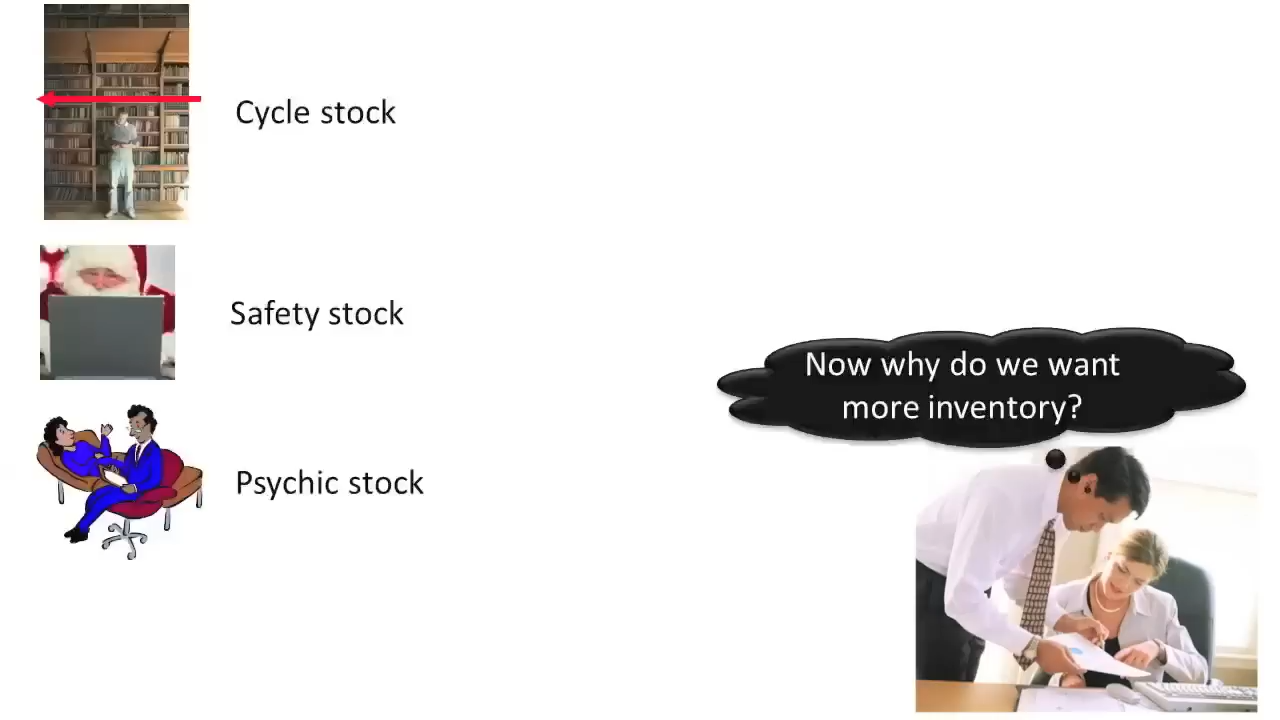 Cycle stock
Safety stock
Now why do we want
more inventory?
Psychic stock